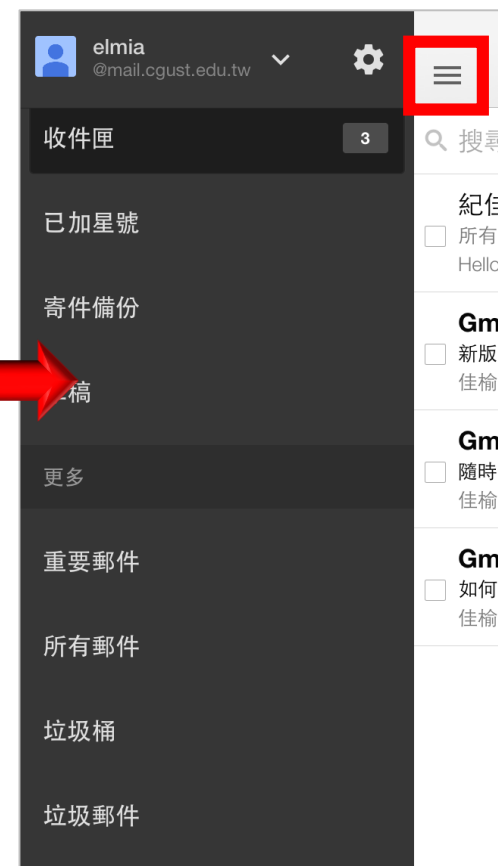 elmia
@mail.cgust.edu.tw
收件匣
3
已加星號
寄件備份
稿
更多
重要郵件
所有郵件
垃圾桶
垃圾郵件
搜尋
紀佳
所有
Hello
Gm
新版
佳榆
Gm
隨時
佳榆
Gm
如何
佳榆